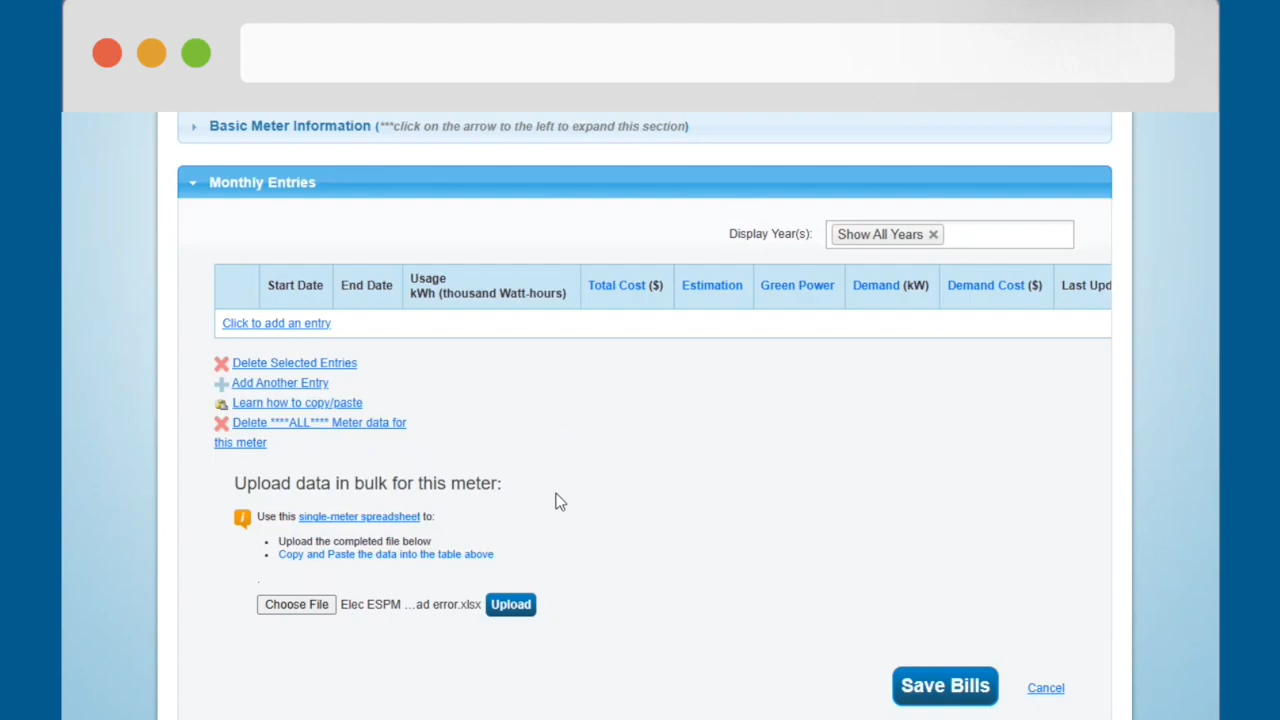 Basic Meter Information (***click on the arrow to the left to expand this section)
Monthly Entries
Display Year(s): Show All Years ×
Start Date End Date Usage kWh (thousand Watt-hours) Total Cost ($) Estimation Green Power Demand (kW) Demand Cost ($) Last Upd
Click to add an entry
Delete Selected Entries
Add Another Entry
Learn how to copy/paste
Delete ****ALL**** Meter data for
this meter
Upload data in bulk for this meter:
Use this single-meter spreadsheet to:
• Upload the completed file below
• Copy and Paste the data into the table above
.
Choose File Elec ESPM ...ad error.xlsx Upload
Save Bills Cancel